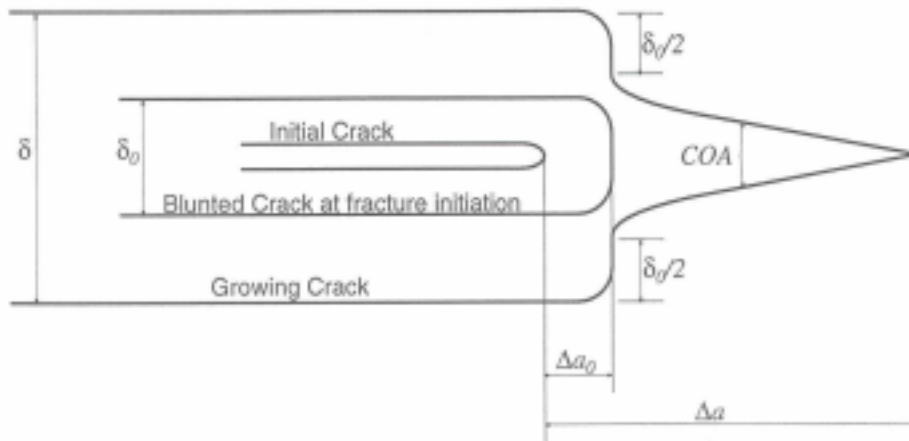 δ₀/2
Initial Crack
δ
δ₀
COA
Blunted Crack at fracture initiation
δ₀/2
Growing Crack
Δa₀
Δa